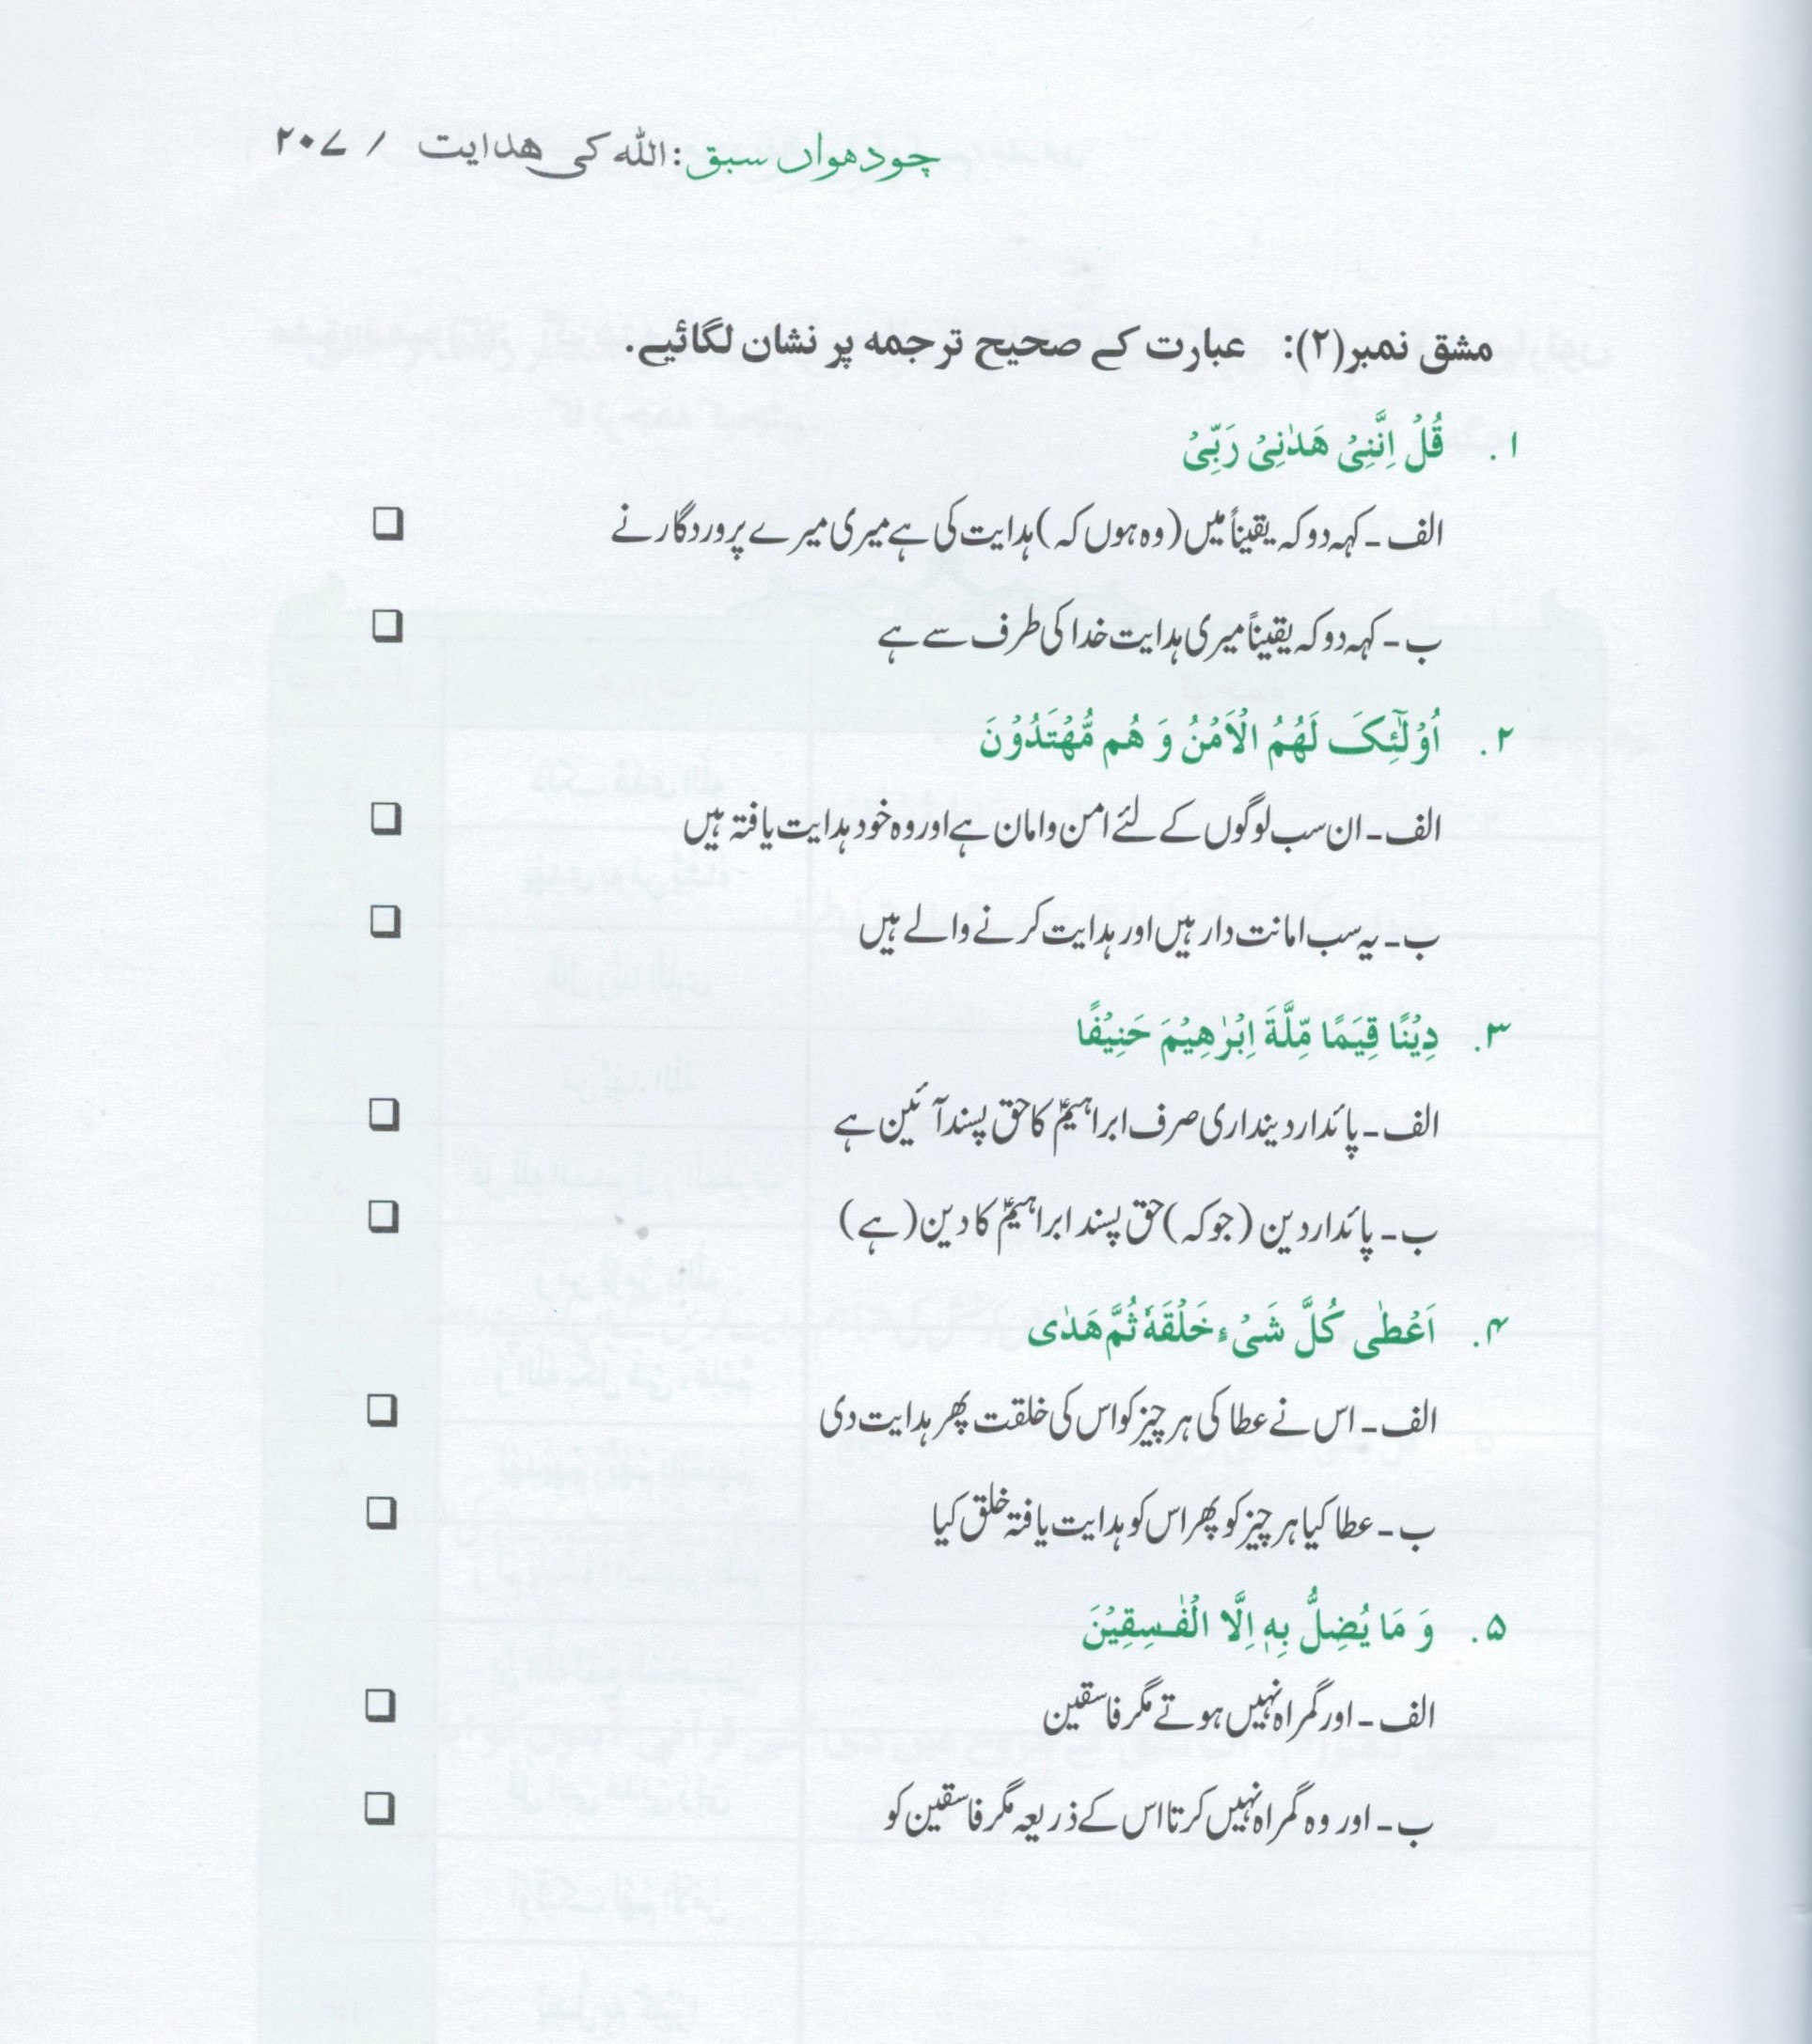 چودھواں سبق: اللہ کی ھدایت / ۲۰۷
مشق نمبر(۲): عبارت کے صحیح ترجمہ پر نشان لگائیے۔
۱. قُلْ اِنَّنِیْ هَدٰنِیْ رَبِّیْ
الف۔ کہہ دو کہ یقیناً میں (وہ ہوں کہ) ہدایت کی ہے میری میرے پروردگار نے ❑
ب۔ کہہ دو کہ یقیناً میری ہدایت خدا کی طرف سے ہے ❑
۲. اُوْلٰٓئِکَ لَهُمُ الْاَمْنُ وَ هُم مُّهْتَدُوْنَ
الف۔ ان سب لوگوں کے لئے امن و امان ہے اور وہ خود ہدایت یافتہ ہیں ❑
ب۔ یہ سب امانت دار ہیں اور ہدایت کرنے والے ہیں ❑
۳. دِیْنًا قِیَمًا مِّلَّةَ اِبْرٰهِیْمَ حَنِیْفًا
الف۔ پائدار دینداری صرف ابراہیمؑ کا حق پسند آئین ہے ❑
ب۔ پائدار دین (جو کہ) حق پسند ابراہیمؑ کا دین (ہے) ❑
۴. اَعْطٰی کُلَّ شَیْءٍ خَلْقَهٗ ثُمَّ هَدٰی
الف۔ اس نے عطا کی ہر چیز کو اس کی خلقت پھر ہدایت دی ❑
ب۔ عطا کیا ہر چیز کو پھر اس کو ہدایت یافتہ خلق کیا ❑
۵. وَ مَا یُضِلُّ بِهٖ اِلَّا الْفٰسِقِیْنَ
الف۔ اور گمراہ نہیں ہوتے مگر فاسقین ❑
ب۔ اور وہ گمراہ نہیں کرتا اس کے ذریعہ مگر فاسقین کو ❑